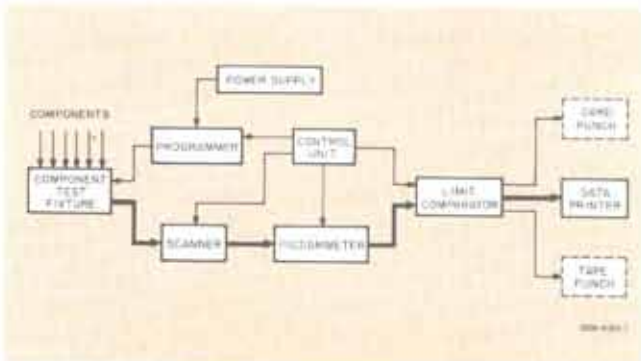 POWER SUPPLY
COMPONENTS
CARD
PUNCH
PROGRAMMER
CONTROL
UNIT
COMPONENT
TEST
FIXTURE
LIMIT
COMPARATOR
DATA
PRINTER
SCANNER
PICOAMMETER
TAPE
PUNCH